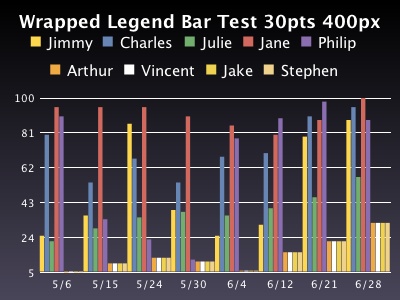 Wrapped Legend Bar Test 30pts 400px
Jimmy Charles Julie Jane Philip
Arthur Vincent Jake Stephen
100
81
62
43
24
5
5/6 5/15 5/24 5/30 6/4 6/12 6/21 6/28